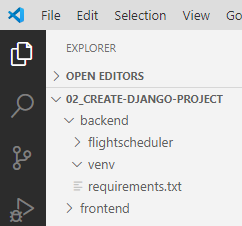 File Edit Selection View Go
EXPLORER
OPEN EDITORS
02_CREATE-DJANGO-PROJECT
backend
flightscheduler
venv
requirements.txt
frontend